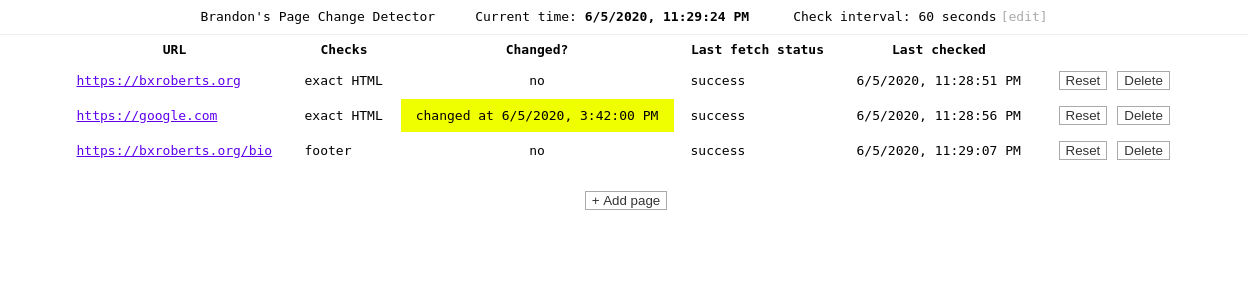 Brandon's Page Change Detector Current time: 6/5/2020, 11:29:24 PM Check interval: 60 seconds [edit]
URL Checks Changed? Last fetch status Last checked
https://bxroberts.org exact HTML no success 6/5/2020, 11:28:51 PM Reset Delete
https://google.com exact HTML changed at 6/5/2020, 3:42:00 PM success 6/5/2020, 11:28:56 PM Reset Delete
https://bxroberts.org/bio footer no success 6/5/2020, 11:29:07 PM Reset Delete
+ Add page